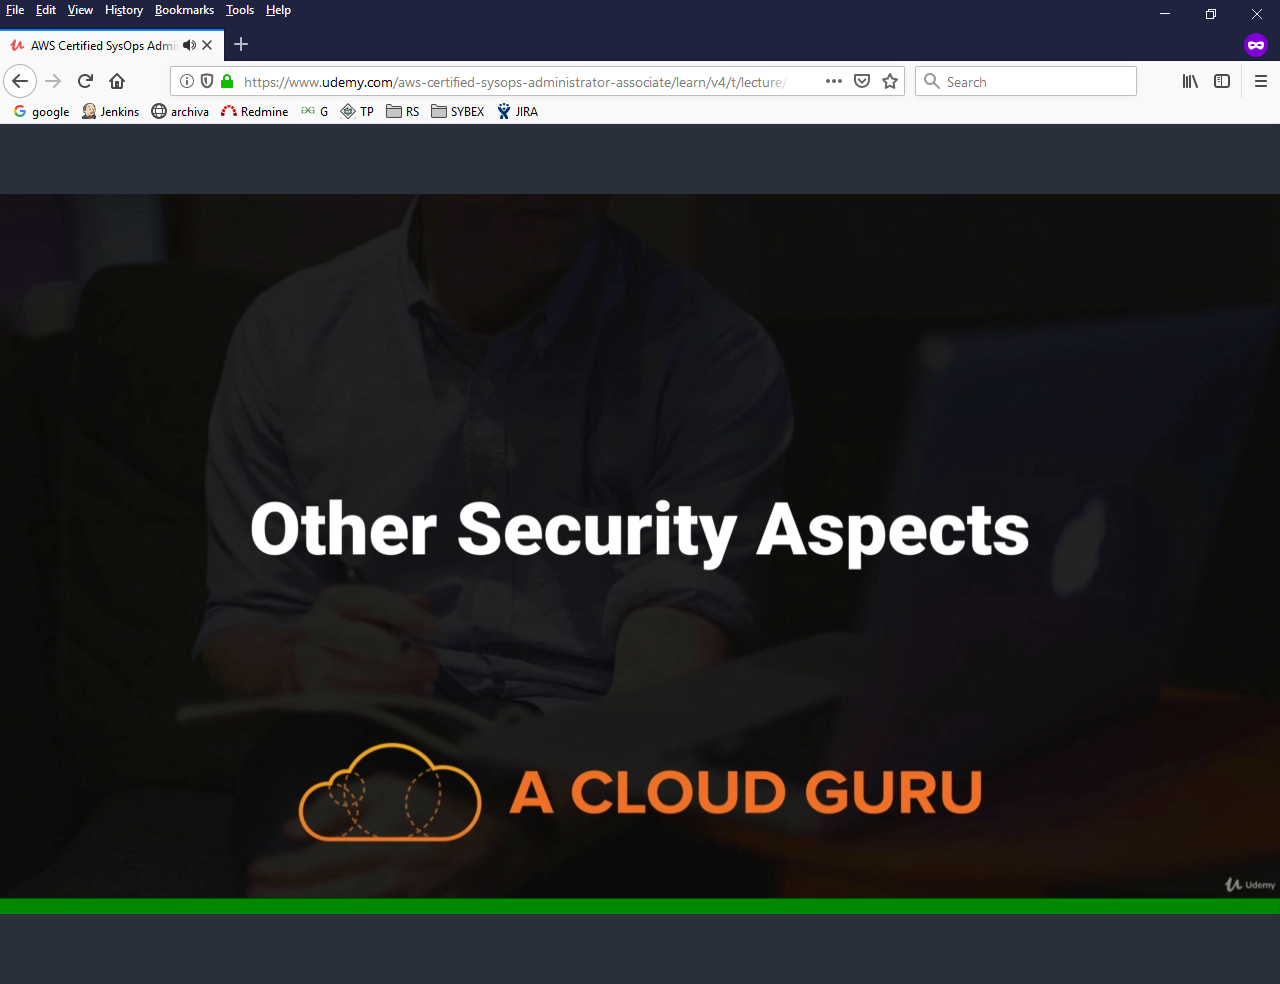 File Edit View History Bookmarks Tools Help
AWS Certified SysOps Admi
https://www.udemy.com/aws-certified-sysops-administrator-associate/learn/v4/t/lecture/
Search
google Jenkins archiva Redmine G TP RS SYBEX JIRA
Other Security Aspects
A CLOUD GURU
Udemy